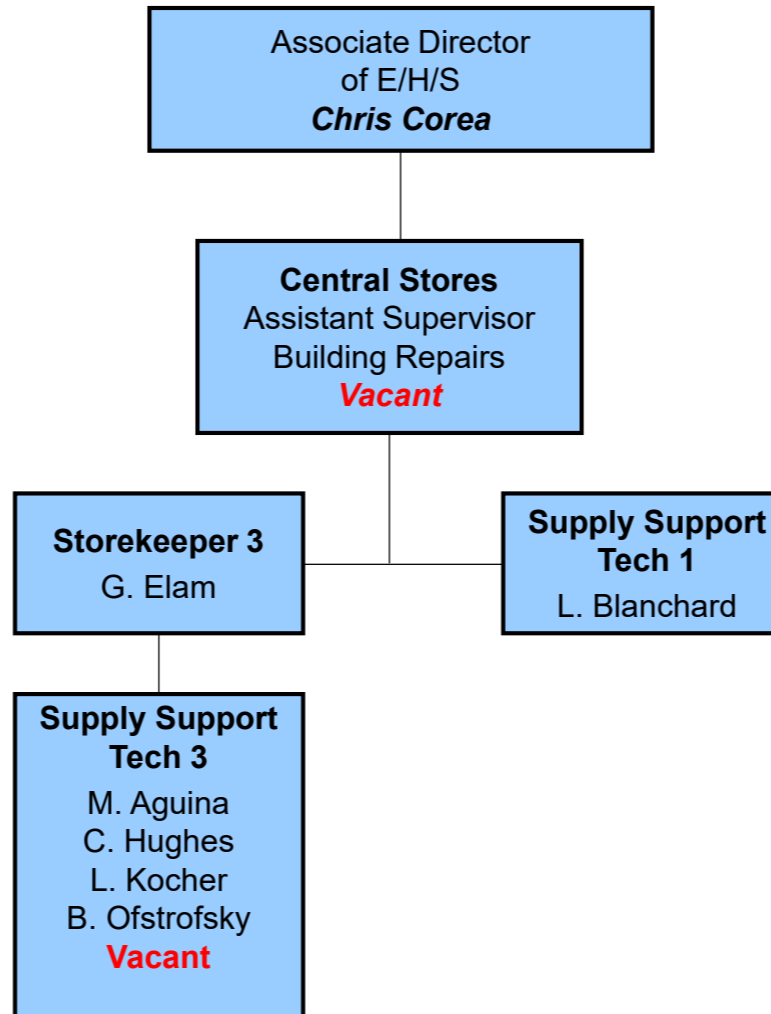 Associate Director
of E/H/S
Chris Corea
Central Stores
Assistant Supervisor
Building Repairs
Vacant
Storekeeper 3
G. Elam
Supply Support
Tech 1
L. Blanchard
Supply Support
Tech 3
M. Aguina
C. Hughes
L. Kocher
B. Ofstrofsky
Vacant